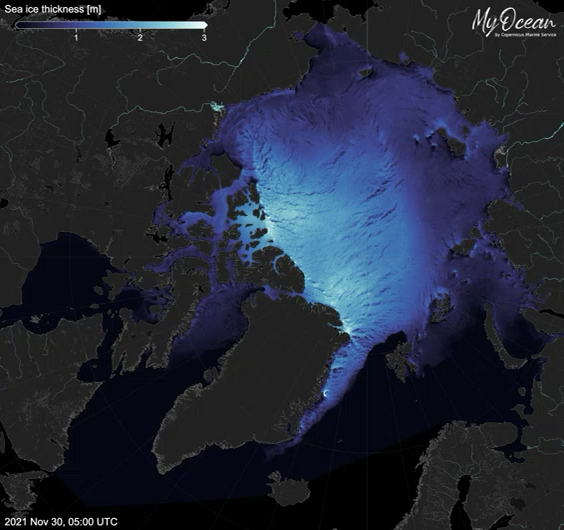 Sea ice thickness [m]
1 2 3
MyOcean
by Copernicus Marine Service
2021 Nov 30, 05:00 UTC